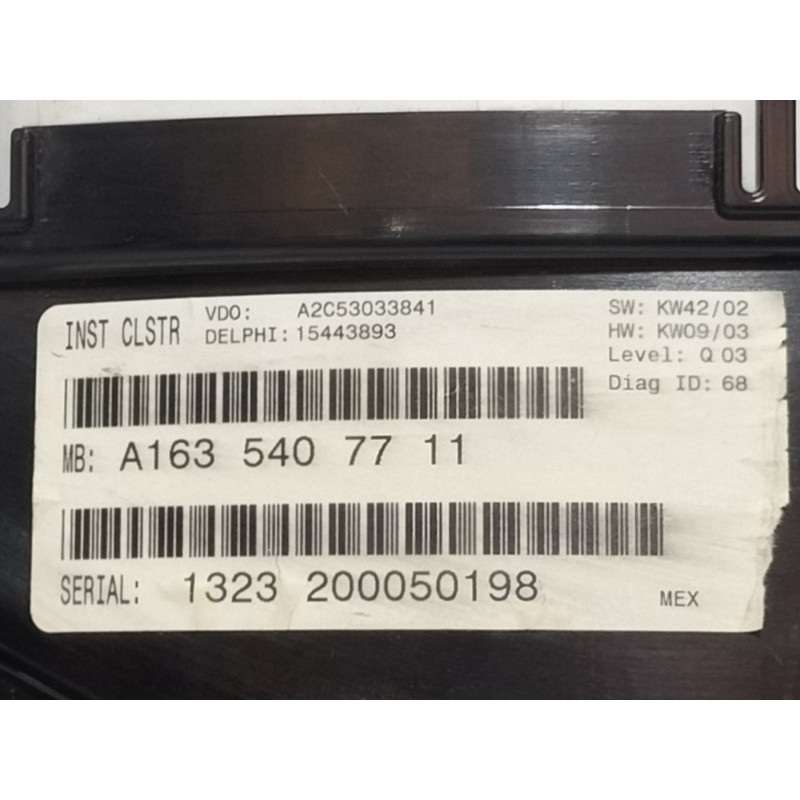 INST CLSTR
VDO: A2C53033841
DELPHI: 15443893
SW: KW42/02
HW: KW09/03
Level: Q 03
Diag ID: 68
MB: A163 540 77 11
SERIAL: 1323 200050198
MEX